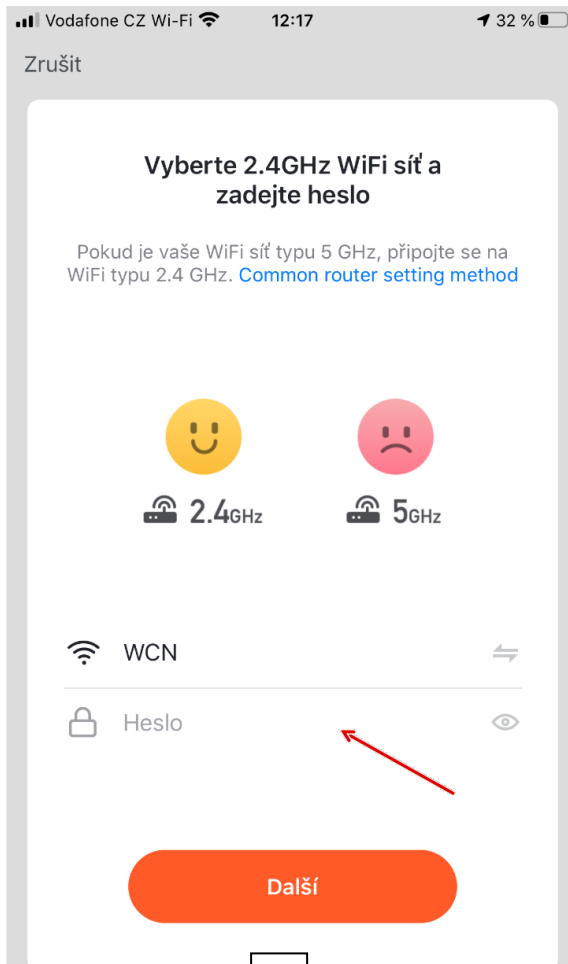 Vodafone CZ Wi-Fi 12:17 32 %
Zrušit
Vyberte 2.4GHz WiFi síť a
zadejte heslo
Pokud je vaše WiFi síť typu 5 GHz, připojte se na
WiFi typu 2.4 GHz. Common router setting method
2.4GHz 5GHz
WCN
Heslo
Další